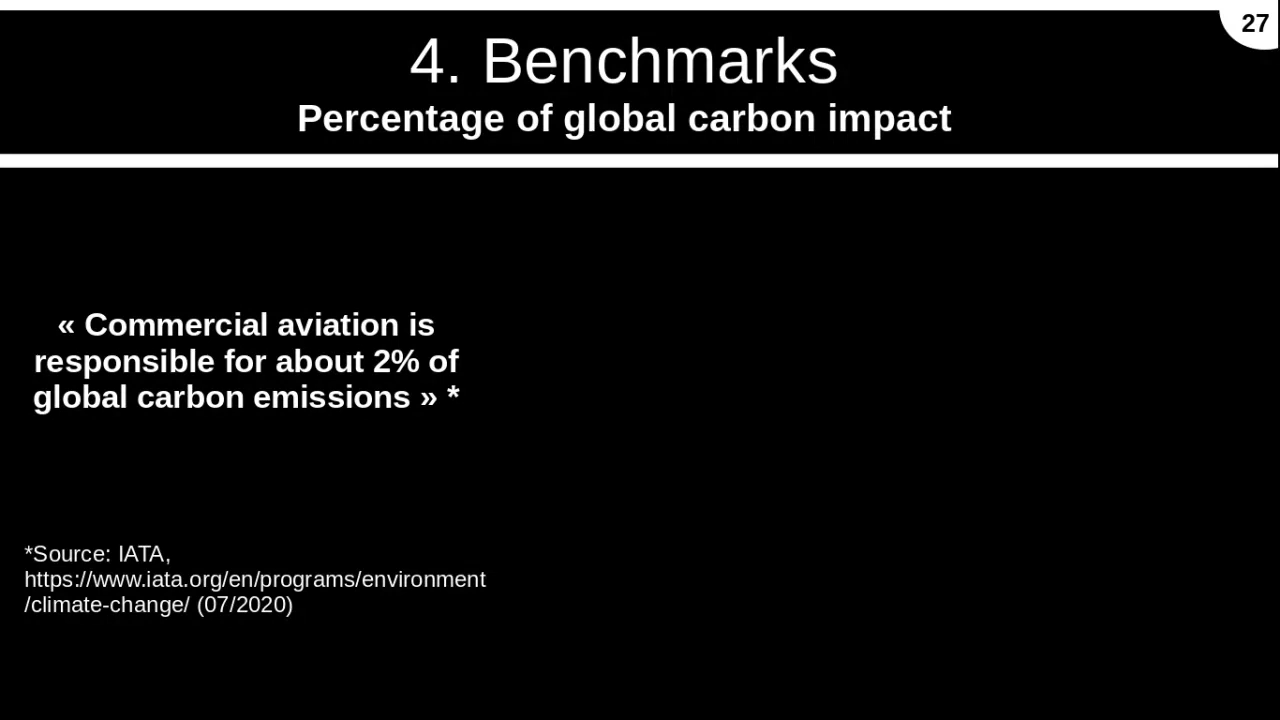 27
4. Benchmarks
Percentage of global carbon impact
« Commercial aviation is
responsible for about 2% of
global carbon emissions » *
*Source: IATA,
https://www.iata.org/en/programs/environment
/climate-change/ (07/2020)